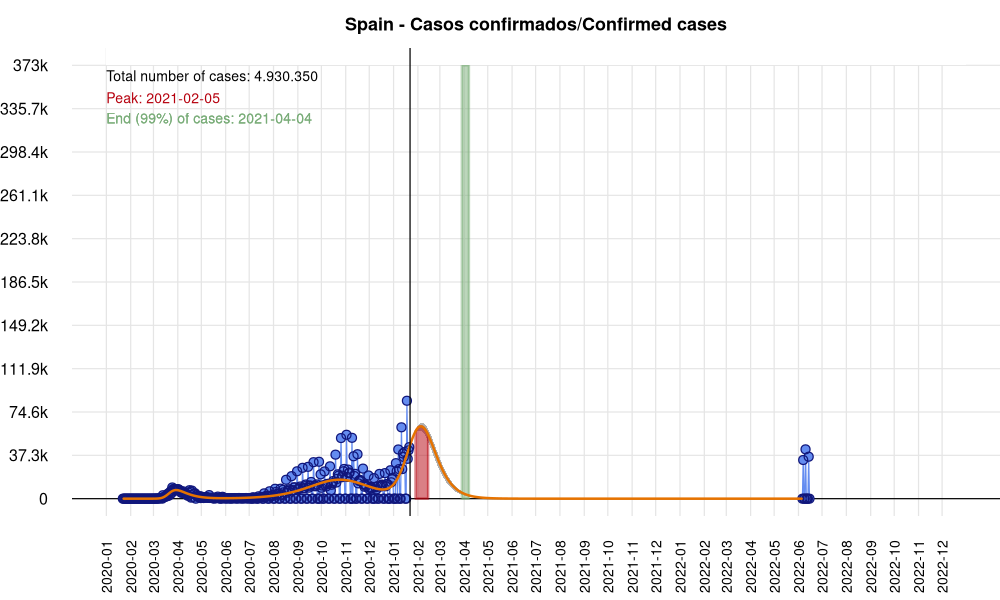 Spain - Casos confirmados/Confirmed cases
373k
335.7k
298.4k
261.1k
223.8k
186.5k
149.2k
111.9k
74.6k
37.3k
0
Total number of cases: 4.930.350
Peak: 2021-02-05
End (99%) of cases: 2021-04-04
2020-01
2020-02
2020-03
2020-04
2020-05
2020-06
2020-07
2020-08
2020-09
2020-10
2020-11
2020-12
2021-01
2021-02
2021-03
2021-04
2021-05
2021-06
2021-07
2021-08
2021-09
2021-10
2021-11
2021-12
2022-01
2022-02
2022-03
2022-04
2022-05
2022-06
2022-07
2022-08
2022-09
2022-10
2022-11
2022-12